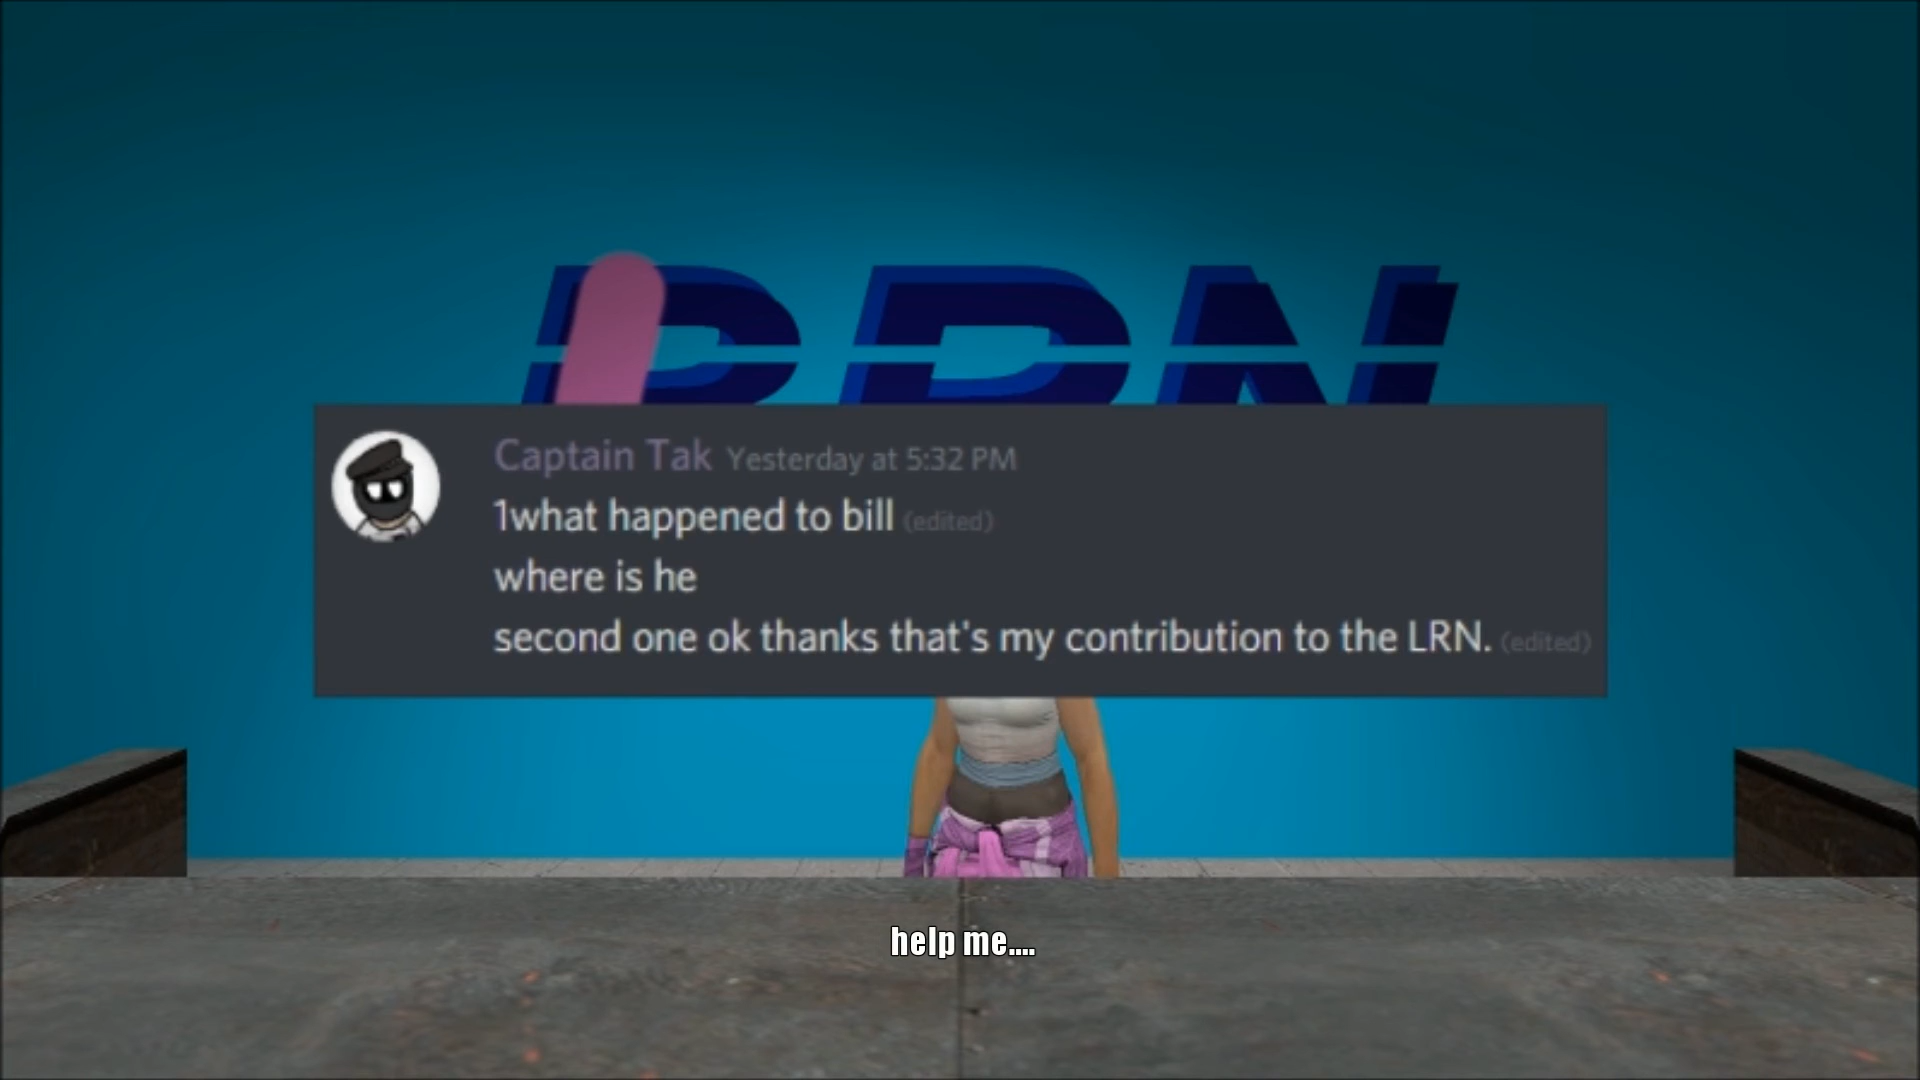 Captain Tak Yesterday at 5:32 PM
1what happened to bill (edited)
where is he
second one ok thanks that's my contribution to the LRN. (edited)
help me....